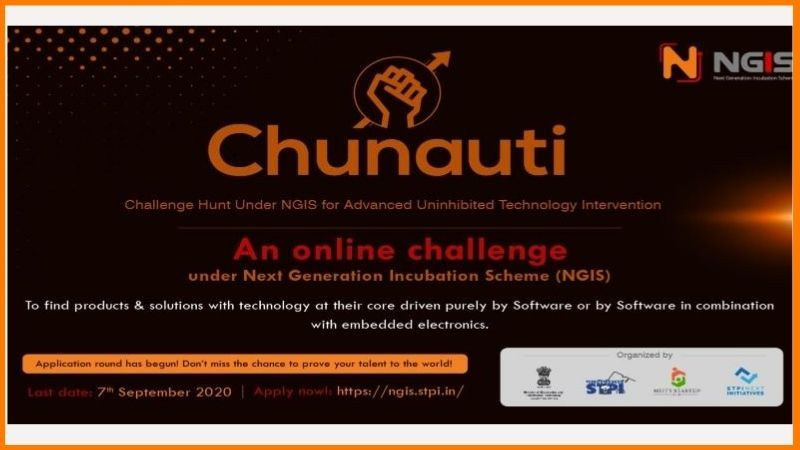 NGIS
Next Generation Incubation Scheme
Chunauti
Challenge Hunt Under NGIS for Advanced Uninhibited Technology Intervention
An online challenge
under Next Generation Incubation Scheme (NGIS)
To find products & solutions with technology at their core driven purely by Software or by Software in combination
with embedded electronics.
Application round has begun! Don't miss the chance to prove your talent to the world!
Last date: 7th September 2020 | Apply now!: https://ngis.stpi.in/
Organized by
STPI
MEITY STARTUP
STPINEXT
INITIATIVES